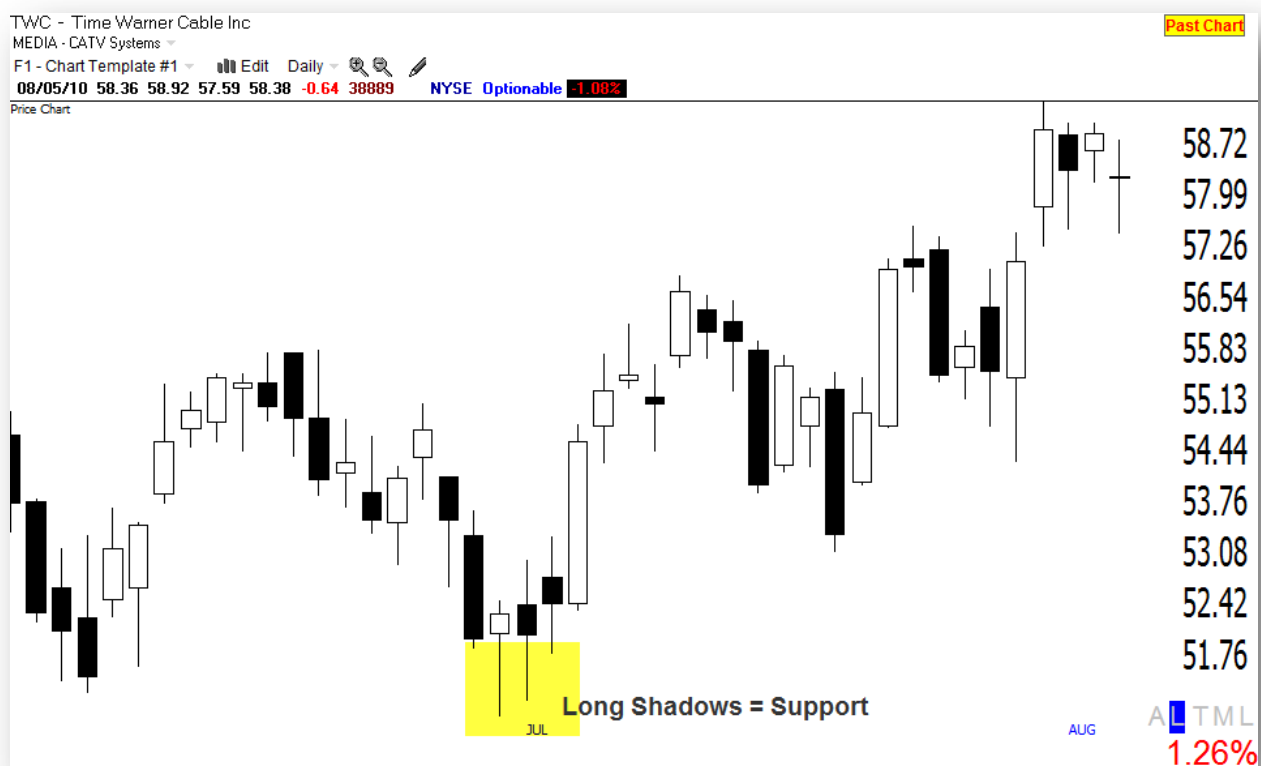 TWC - Time Warner Cable Inc
Past Chart
MEDIA - CATV Systems
F1 - Chart Template #1 Edit Daily
08/05/10 58.36 58.92 57.59 58.38 -0.64 38889 NYSE Optionable -1.08%
Price Chart
58.72
57.99
57.26
56.54
55.83
55.13
54.44
53.76
53.08
52.42
51.76
Long Shadows = Support
JUL
AUG
A L T M L
1.26%